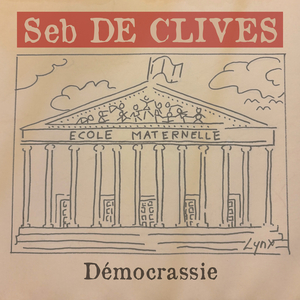 Seb DE CLIVES
ECOLE MATERNELLE
Lynx
Démocrassie